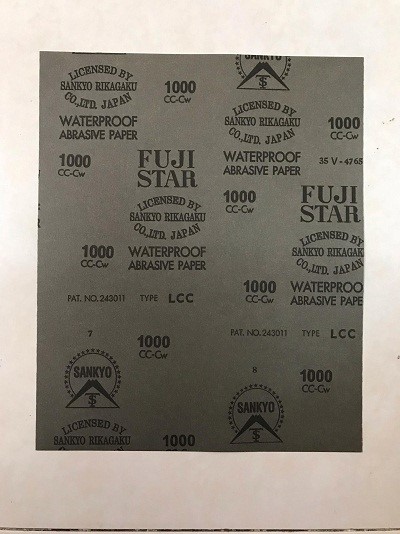 LICENSED BY
SANKYO RIKAGAKU
CO.,LTD. JAPAN
1000
CC-Cw
WATERPROOF
ABRASIVE PAPER
SANKYO
LICENSED BY
SANKYO RIKAGAKU
CO.,LTD. JAPAN
1000
CC-Cw
WATERPROOF
ABRASIVE PAPER
35 V-4765
1000
CC-Cw
FUJI
STAR
1000
CC-Cw
FUJI
STAR
LICENSED BY
SANKYO RIKAGAKU
CO.,LTD. JAPAN
LICENSED BY
SANKYO RIKAGAK
CO.,LTD. JAPAN
1000
CC-Cw
WATERPROOF
ABRASIVE PAPER
1000
CC-Cw
WATERPROO
ABRASIVE PAPE
PAT. NO. 243011 TYPE LCC
PAT. NO. 243011 TYPE LCC
7
1000
CC-Cw
8
1000
CC-Cw
SANKYO
SANKYO
LICENSED BY
SANKYO RIKAGAKU
1000